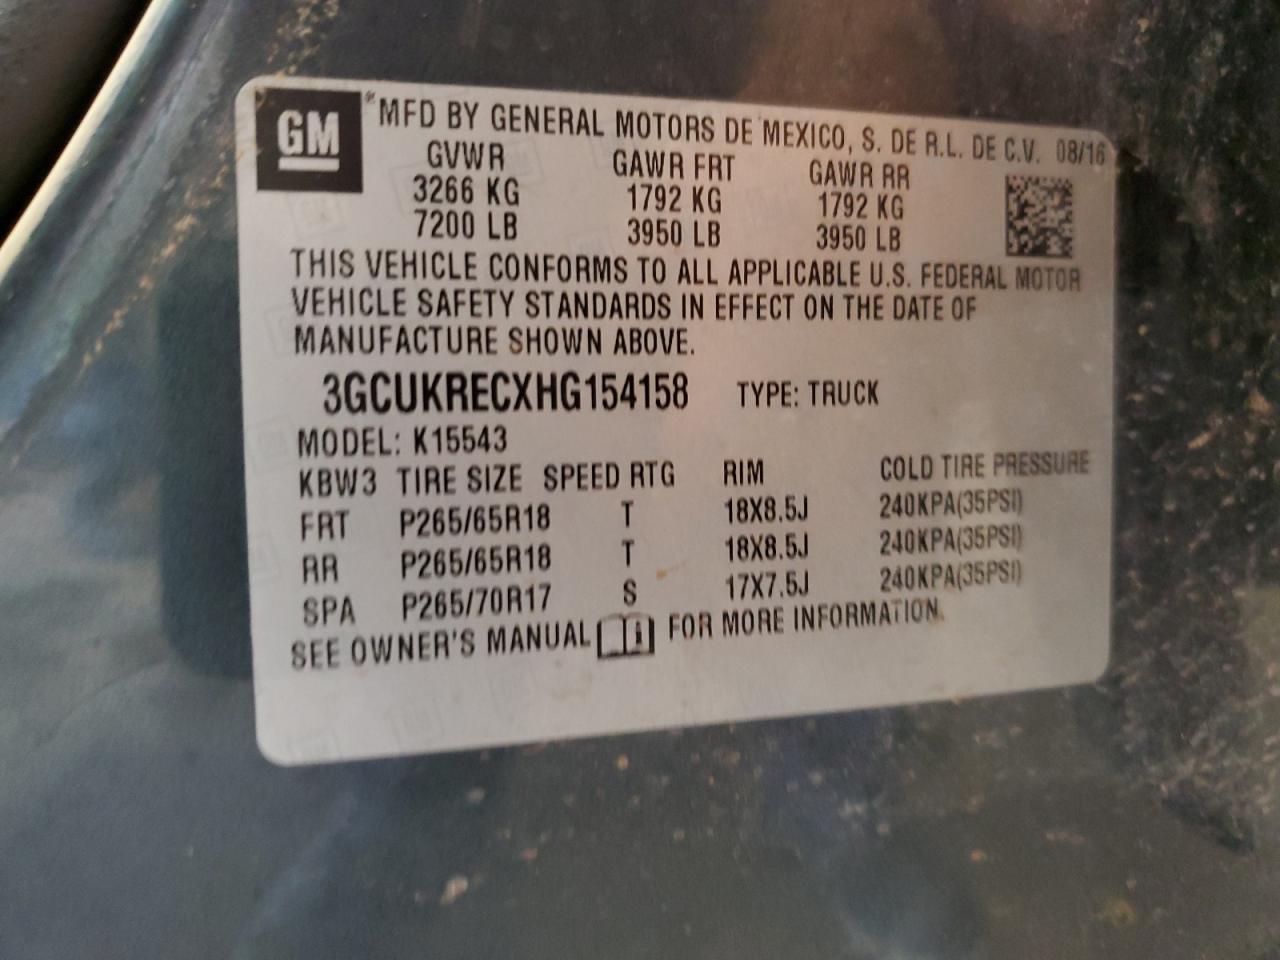 GM
® MFD BY GENERAL MOTORS DE MEXICO, S. DE R.L. DE C.V. 08/16
GVWR GAWR FRT GAWR RR
3266 KG 1792 KG 1792 KG
7200 LB 3950 LB 3950 LB
THIS VEHICLE CONFORMS TO ALL APPLICABLE U.S. FEDERAL MOTOR
VEHICLE SAFETY STANDARDS IN EFFECT ON THE DATE OF
MANUFACTURE SHOWN ABOVE.
3GCUKRECXHG154158 TYPE: TRUCK
MODEL: K15543
KBW3 TIRE SIZE SPEED RTG RIM COLD TIRE PRESSURE
FRT P265/65R18 T 18X8.5J 240KPA(35PSI)
RR P265/65R18 T 18X8.5J 240KPA(35PSI)
SPA P265/70R17 S 17X7.5J 240KPA(35PSI)
SEE OWNER'S MANUAL FOR MORE INFORMATION.